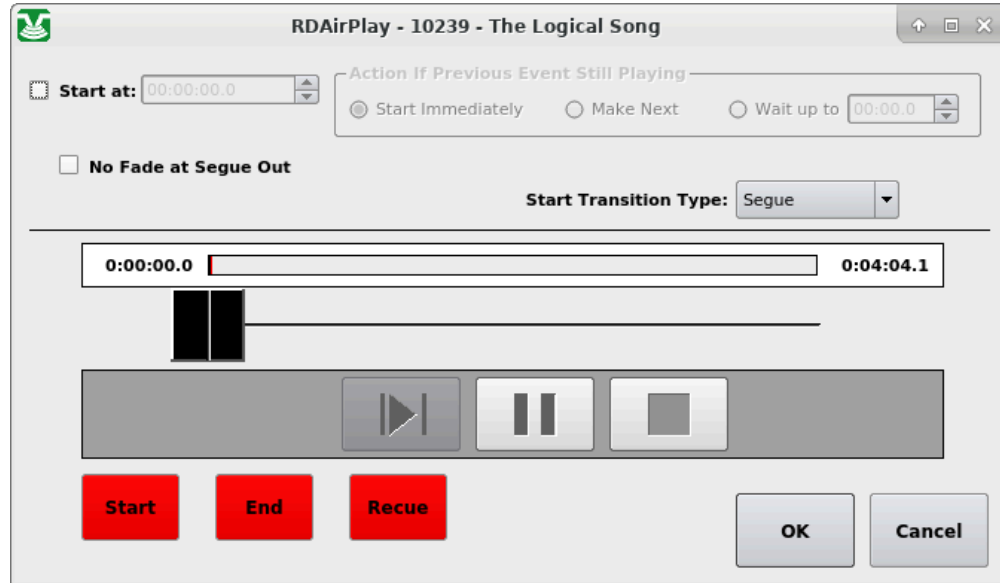 RDAirPlay - 10239 - The Logical Song
Action If Previous Event Still Playing
Start at: 00:00:00.0
Start Immediately Make Next Wait up to 00:00.0
No Fade at Segue Out
Start Transition Type: Segue
0:00:00.0 0:04:04.1
Start End Recue
OK Cancel